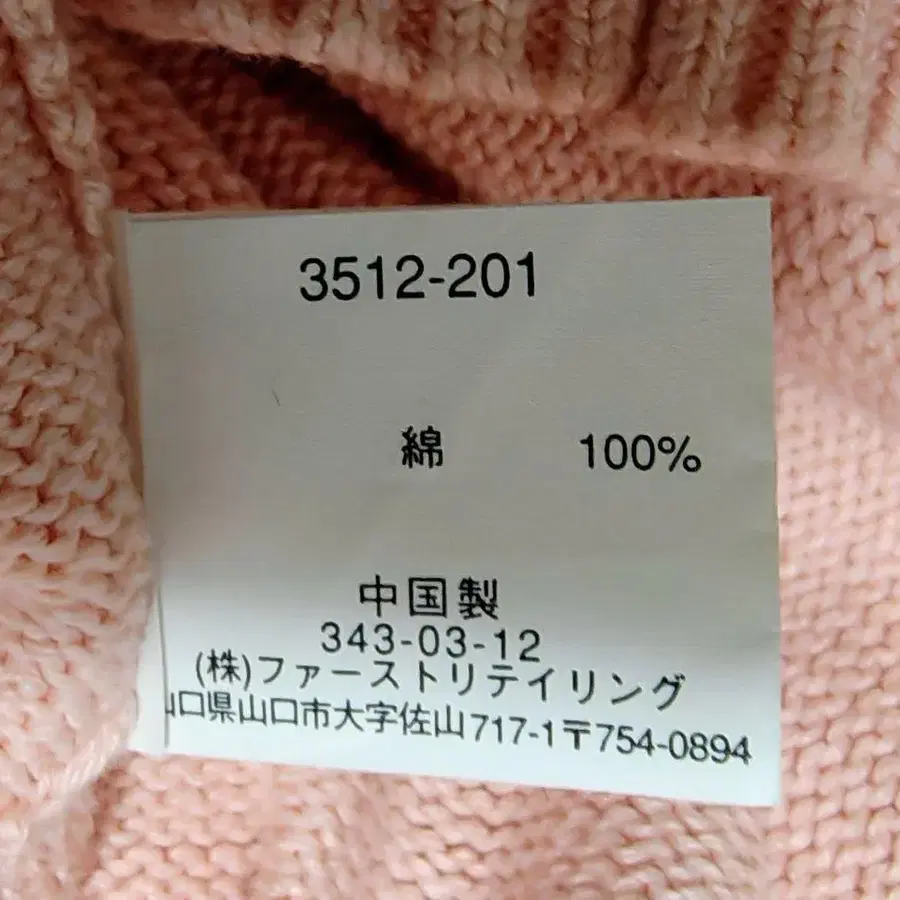 3512-201
綿 100%
中国製
343-03-12
(株)ファーストリテイリング
山口県山口市大字佐山717-1〒754-0894